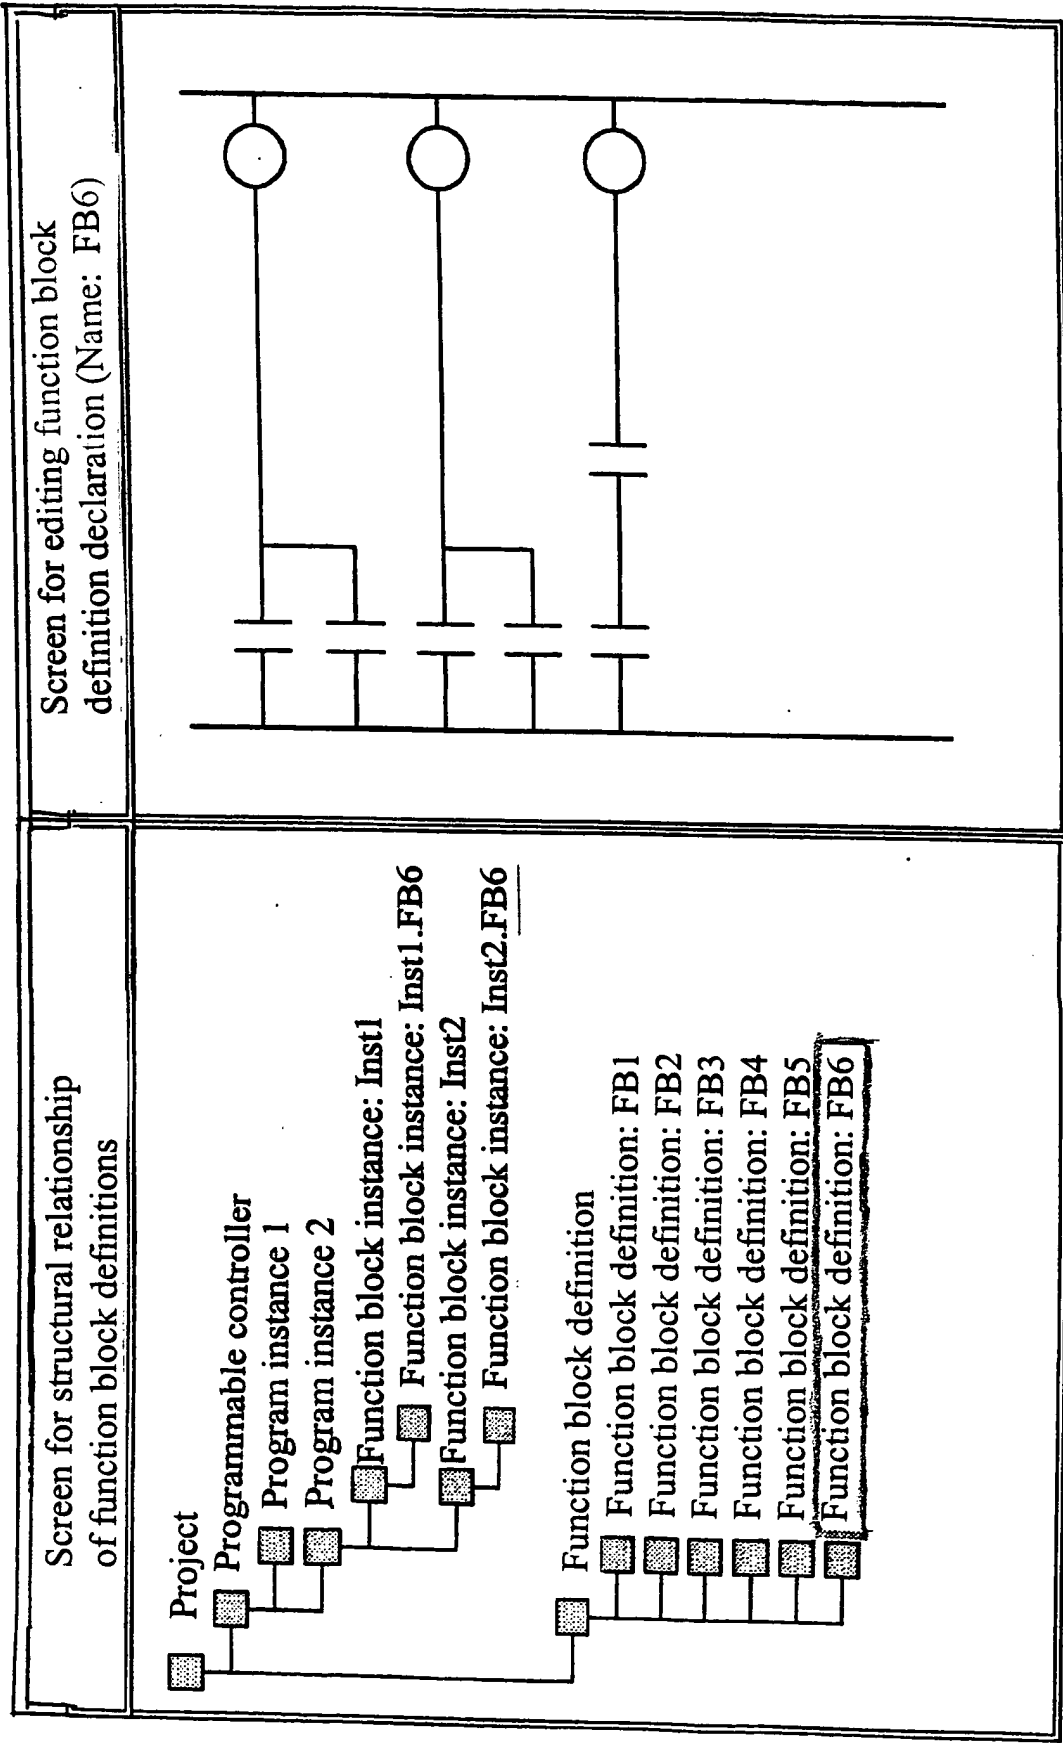 Screen for structural relationship
of function block definitions
Project
Programmable controller
Program instance 1
Program instance 2
Function block instance: Inst1
Function block instance: Inst1.FB6
Function block instance: Inst2
Function block instance: Inst2.FB6
Function block definition
Function block definition: FB1
Function block definition: FB2
Function block definition: FB3
Function block definition: FB4
Function block definition: FB5
Function block definition: FB6
Screen for editing function block
definition declaration (Name: FB6)